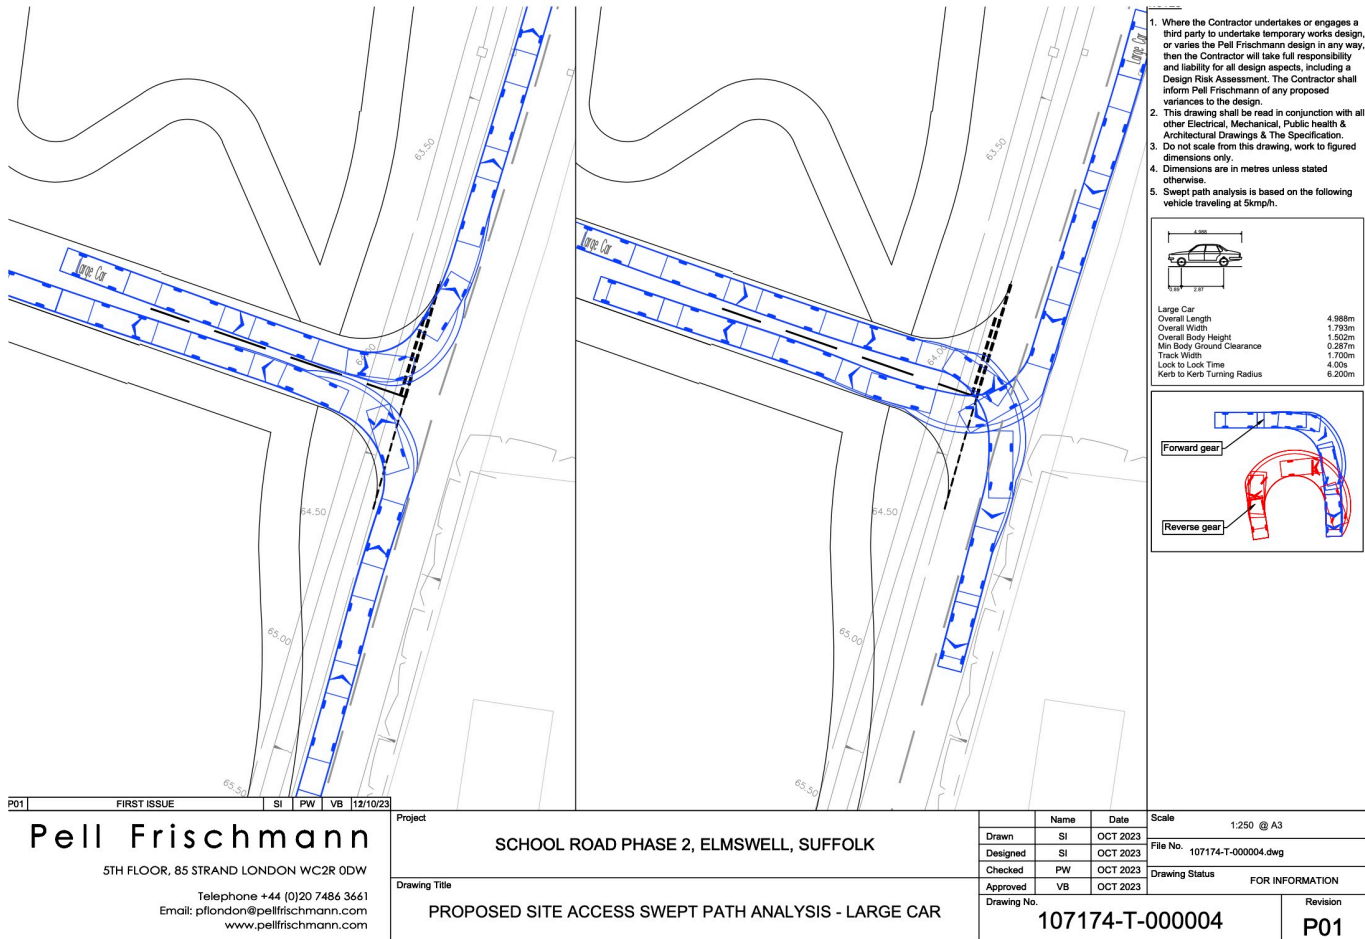 1. Where the Contractor undertakes or engages a
third party to undertake temporary works design,
or varies the Pell Frischmann design in any way,
then the Contractor will take full responsibility
and liability for all design aspects, including a
Design Risk Assessment. The Contractor shall
inform Pell Frischmann of any proposed
variances to the design.
2. This drawing shall be read in conjunction with all
other Electrical, Mechanical, Public health &
Architectural Drawings & The Specification.
3. Do not scale from this drawing, work to figured
dimensions only.
4. Dimensions are in metres unless stated
otherwise.
5. Swept path analysis is based on the following
vehicle traveling at 5kmp/h.
4.988
0.89 2.87
Large Car
Overall Length 4.988m
Overall Width 1.793m
Overall Body Height 1.502m
Min Body Ground Clearance 0.287m
Track Width 1.700m
Lock to Lock Time 4.00s
Kerb to Kerb Turning Radius 6.200m
Forward gear
Reverse gear
63.50
Large Car
64.00
64.50
65.00
65.50
Large Car
63.50
Large Car
64.00
64.50
65.00
65.50
P01 FIRST ISSUE SI PW VB 12/10/23
Pell Frischmann
5TH FLOOR, 85 STRAND LONDON WC2R 0DW
Telephone +44 (0)20 7486 3661
Email: pflondon@pellfrischmann.com
www.pellfrischmann.com
Project
SCHOOL ROAD PHASE 2, ELMSWELL, SUFFOLK
Drawing Title
PROPOSED SITE ACCESS SWEPT PATH ANALYSIS - LARGE CAR
Name Date
Drawn SI OCT 2023
Designed SI OCT 2023
Checked PW OCT 2023
Approved VB OCT 2023
Scale 1:250 @ A3
File No. 107174-T-000004.dwg
Drawing Status FOR INFORMATION
Drawing No.
107174-T-000004
Revision
P01